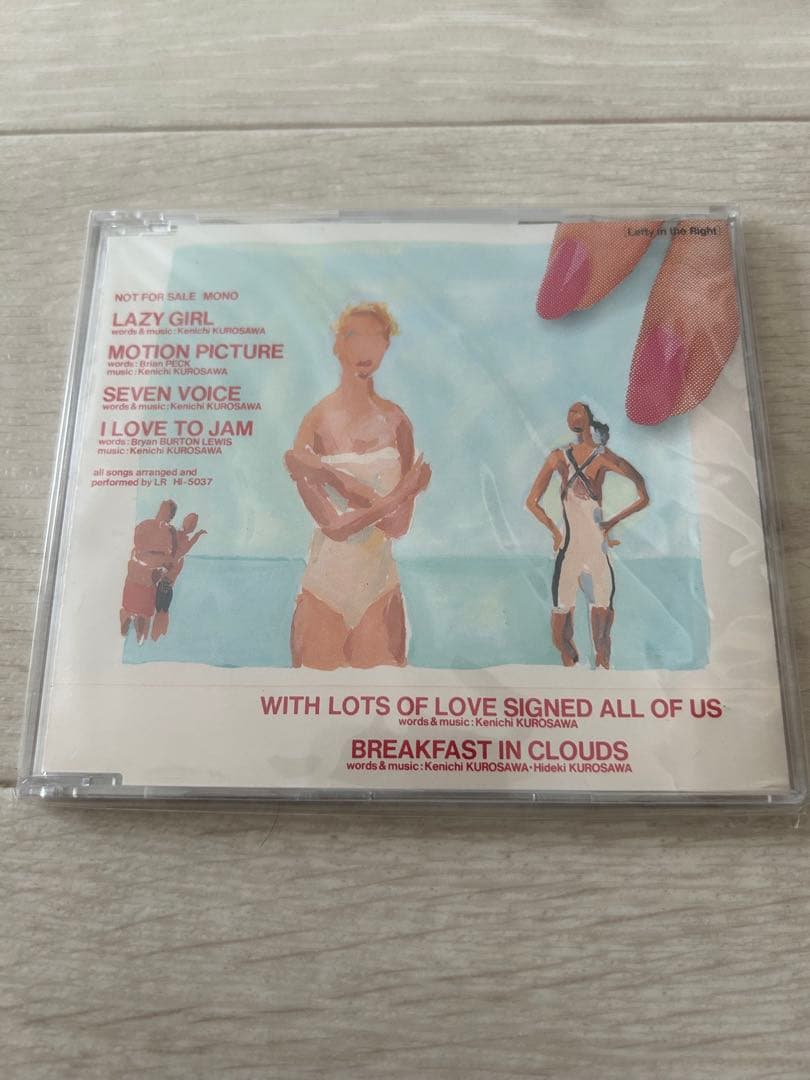 [Lefty in the Right]
NOT FOR SALE MONO
LAZY GIRL
words & music : Kenichi KUROSAWA
MOTION PICTURE
words : Brian PECK
music : Kenichi KUROSAWA
SEVEN VOICE
words & music : Kenichi KUROSAWA
I LOVE TO JAM
words : Bryan BURTON LEWIS
music : Kenichi KUROSAWA
all songs arranged and
performed by LR HI-5037
WITH LOTS OF LOVE SIGNED ALL OF US
words & music : Kenichi KUROSAWA
BREAKFAST IN CLOUDS
words & music : Kenichi KUROSAWA・Hideki KUROSAWA